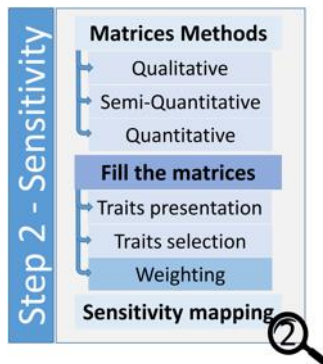 Step 2 - Sensitivity
Matrices Methods
Qualitative
Semi-Quantitative
Quantitative
Fill the matrices
Traits presentation
Traits selection
Weighting
Sensitivity mapping
2